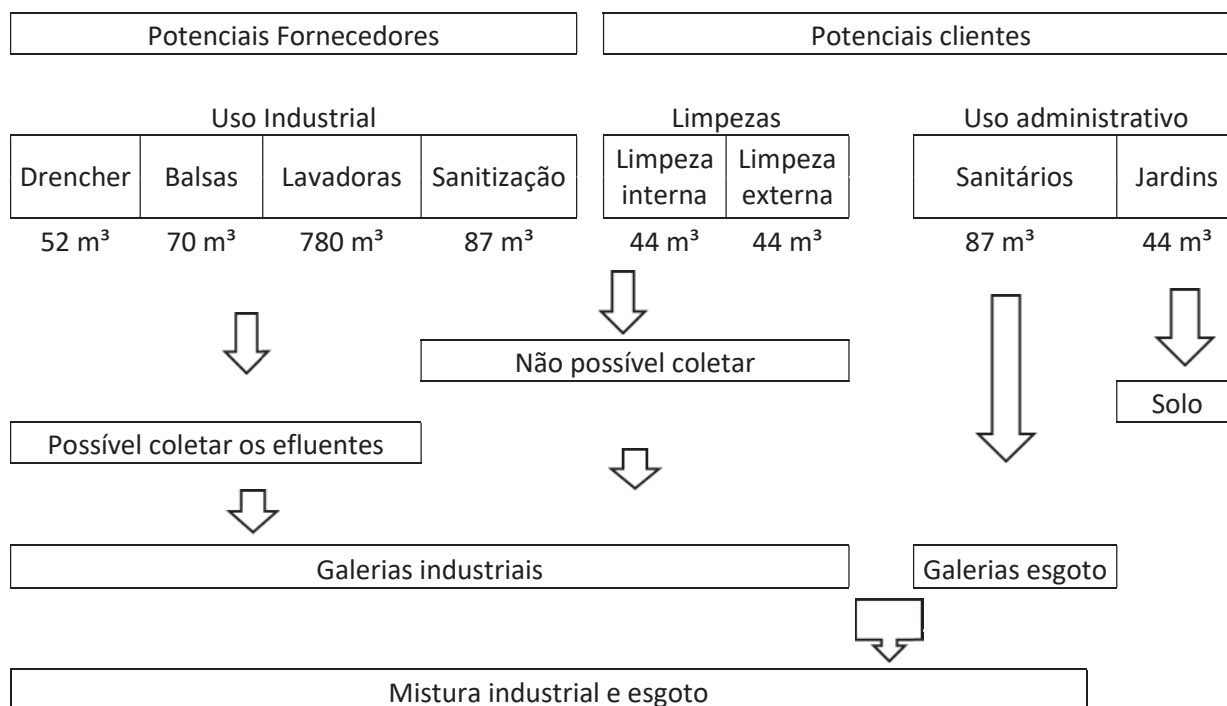 Potenciais Fornecedores
Potenciais clientes
Uso Industrial
Limpezas
Uso administrativo
Drencher
Balsas
Lavadoras
Sanitização
Limpeza
interna
Limpeza
externa
Sanitários
Jardins
52 m³
70 m³
780 m³
87 m³
44 m³
44 m³
87 m³
44 m³
Não possível coletar
Solo
Possível coletar os efluentes
Galerias industriais
Galerias esgoto
Mistura industrial e esgoto